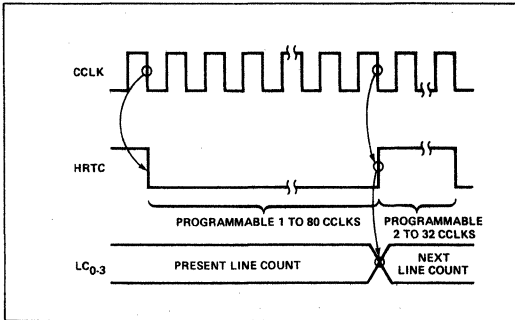 CCLK
HRTC
PROGRAMMABLE 1 TO 80 CCLKS
PROGRAMMABLE
2 TO 32 CCLKS
LC0-3
PRESENT LINE COUNT
NEXT
LINE COUNT